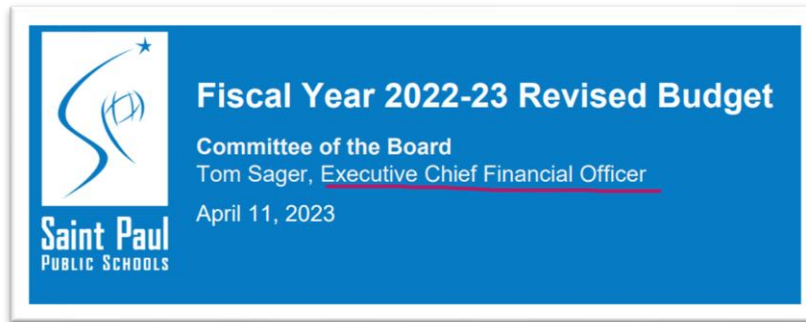 Fiscal Year 2022-23 Revised Budget
Committee of the Board
Tom Sager, Executive Chief Financial Officer
April 11, 2023
Saint Paul
PUBLIC SCHOOLS